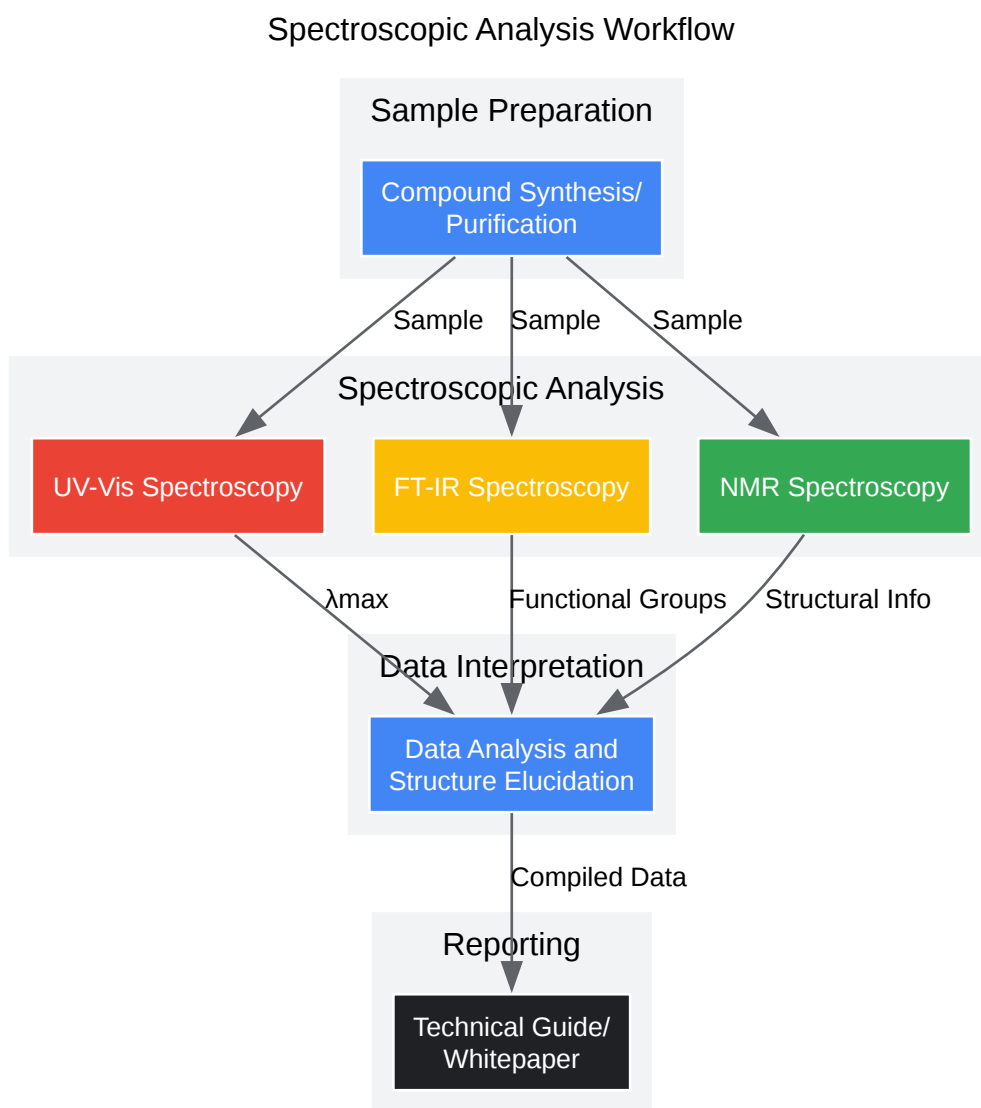 Spectroscopic Analysis Workflow
Sample Preparation
Compound Synthesis/
Purification
Sample
Sample
Sample
Spectroscopic Analysis
UV-Vis Spectroscopy
FT-IR Spectroscopy
NMR Spectroscopy
λmax
Functional Groups
Structural Info
Data Interpretation
Data Analysis and
Structure Elucidation
Compiled Data
Reporting
Technical Guide/
Whitepaper